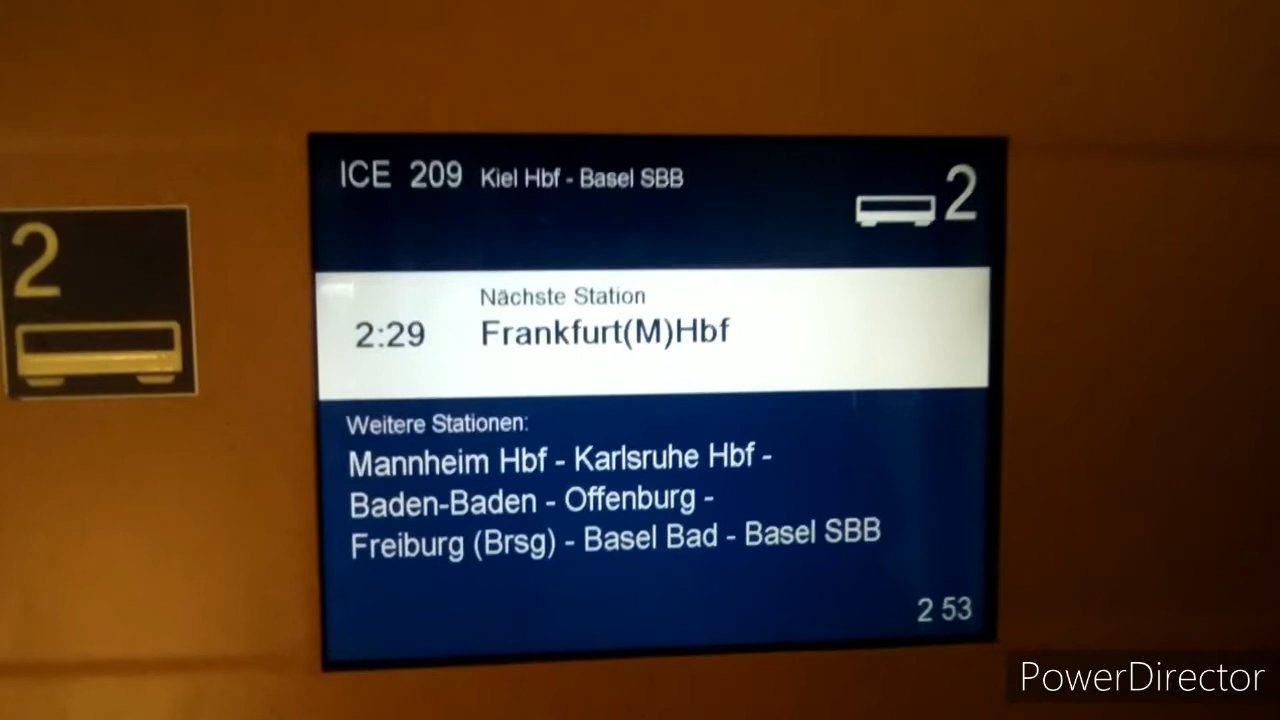 ICE 209 Kiel Hbf - Basel SBB
2
2
Nächste Station
2:29 Frankfurt(M)Hbf
Weitere Stationen:
Mannheim Hbf - Karlsruhe Hbf -
Baden-Baden - Offenburg -
Freiburg (Brsg) - Basel Bad - Basel SBB
2 53
PowerDirector